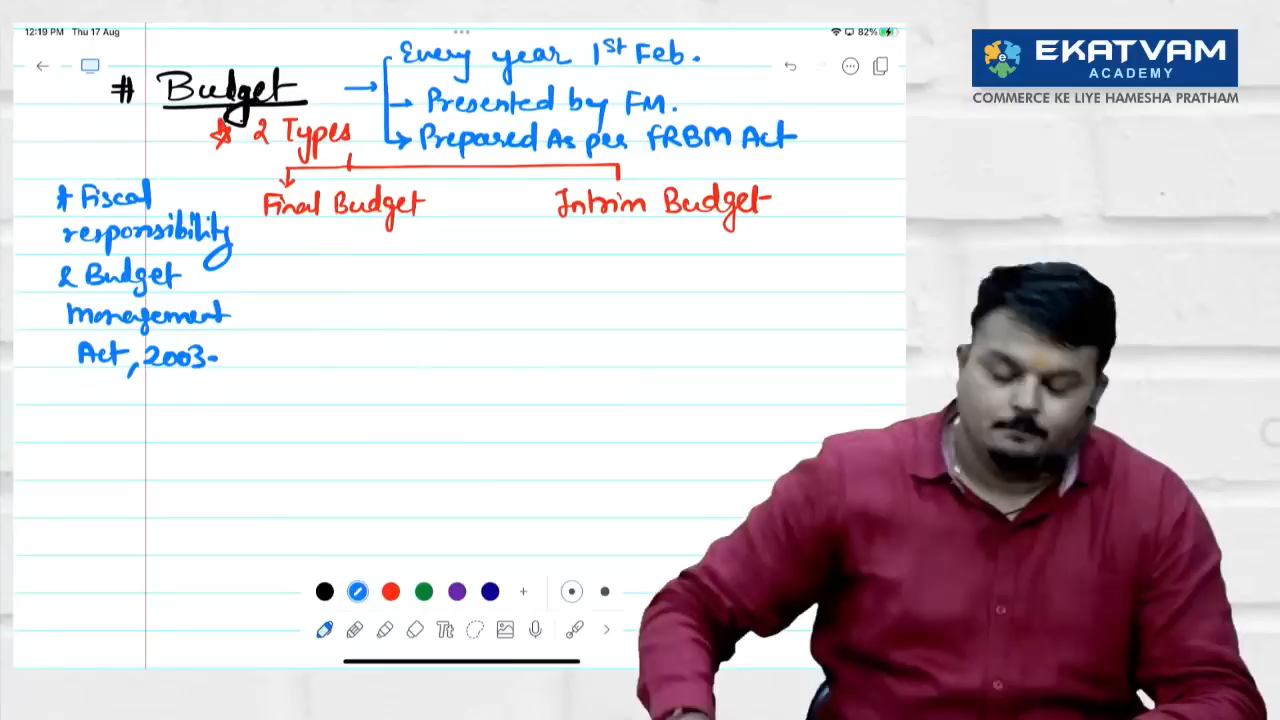 12:19 PM Thu 17 Aug
82%
EKATVAM
ACADEMY
COMMERCE KE LIYE HAMESHA PRATHAM
# Budget
→ Every year 1st Feb.
→ Presented by FM.
→ Prepared As per FRBM Act
* 2 Types
Final Budget
Intrim Budget
* Fiscal
responsibility
& Budget
Management
Act, 2003.
Tt